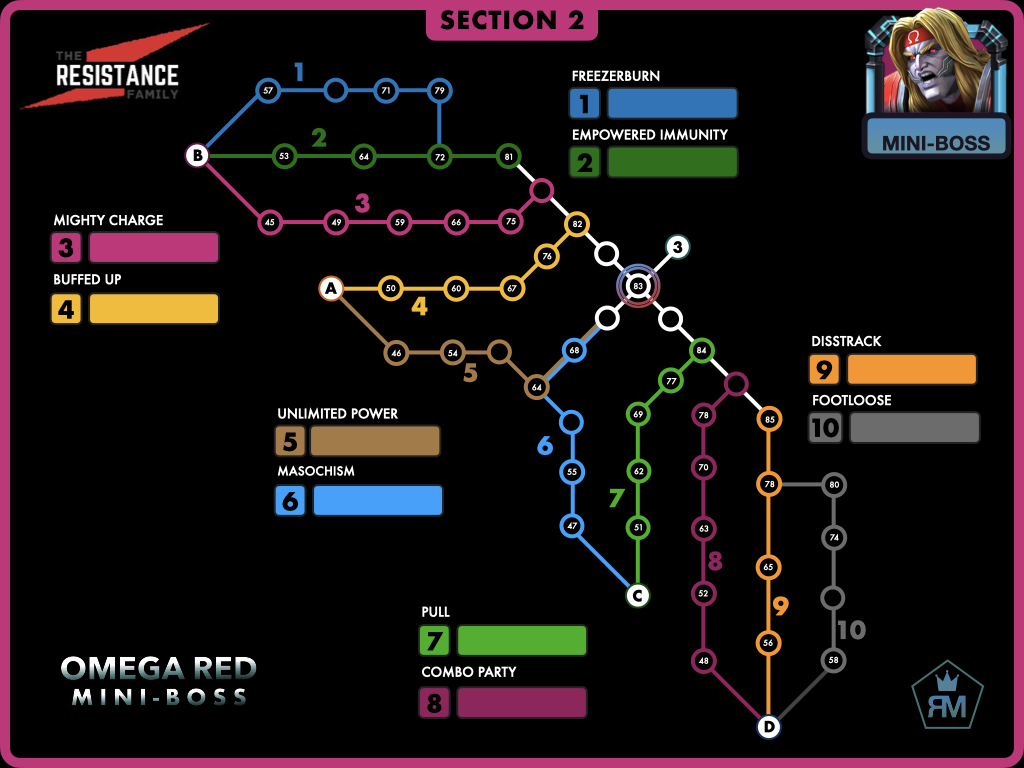 SECTION 2
THE
RESISTANCE
FAMILY
MINI-BOSS
FREEZERBURN
1
EMPOWERED IMMUNITY
2
MIGHTY CHARGE
3
BUFFED UP
4
UNLIMITED POWER
5
MASOCHISM
6
PULL
7
COMBO PARTY
8
DISSTRACK
9
FOOTLOOSE
10
1
57
71
79
B
2
53
64
72
81
3
45
49
59
66
75
82
3
76
83
A
50
60
67
4
46
54
5
64
68
6
55
47
84
77
69
62
7
51
C
85
78
70
63
8
52
48
78
65
9
56
80
74
10
58
D
OMEGA RED
MINI-BOSS
ЯM